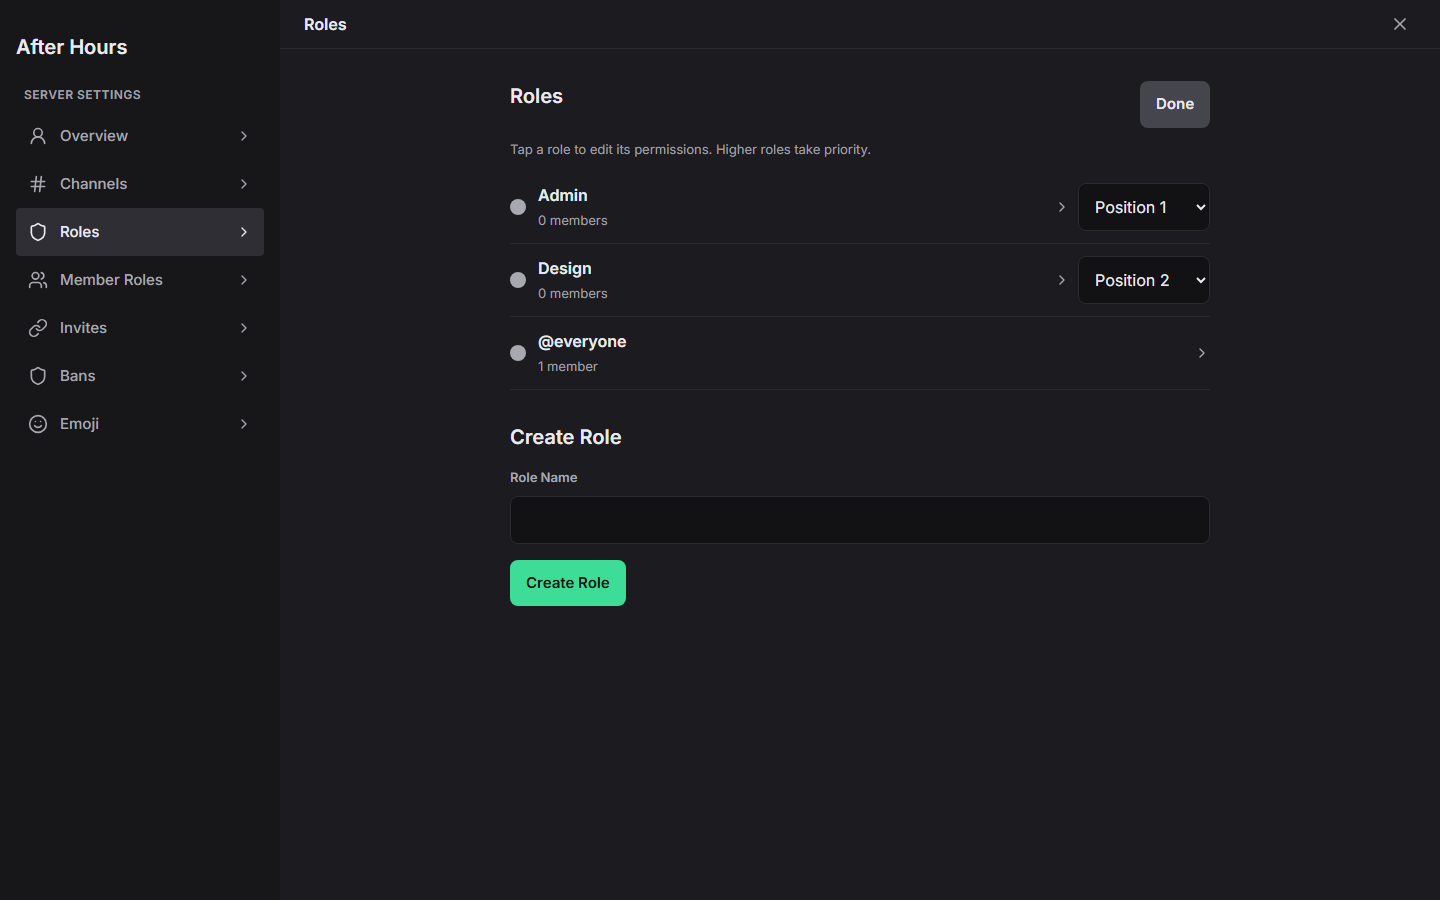 After Hours
SERVER SETTINGS
Overview
Channels
Roles
Member Roles
Invites
Bans
Emoji
Roles
Roles
Done
Tap a role to edit its permissions. Higher roles take priority.
Admin
0 members
Position 1
Design
0 members
Position 2
@everyone
1 member
Create Role
Role Name
Create Role